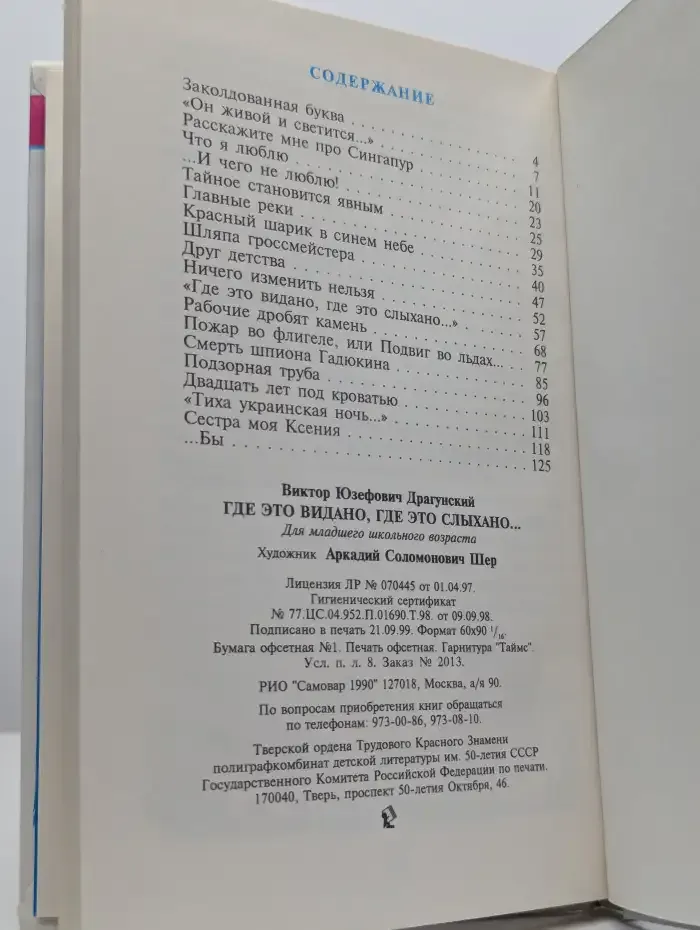 СОДЕРЖАНИЕ
Заколдованная буква . . . 4
«Он живой и светится...» . . . 7
Расскажите мне про Сингапур . . . 11
Что я люблю . . . 20
...И чего не люблю! . . . 23
Тайное становится явным . . . 25
Главные реки . . . 29
Красный шарик в синем небе . . . 35
Шляпа гроссмейстера . . . 40
Друг детства . . . 47
Ничего изменить нельзя . . . 52
«Где это видано, где это слыхано...» . . . 57
Рабочие дробят камень . . . 68
Пожар во флигеле, или Подвиг во льдах... . . . 77
Смерть шпиона Гадюкина . . . 85
Подзорная труба . . . 96
Двадцать лет под кроватью . . . 103
«Тиха украинская ночь...» . . . 111
Сестра моя Ксения . . . 118
...Бы . . . 125
Виктор Юзефович Драгунский
ГДЕ ЭТО ВИДАНО, ГДЕ ЭТО СЛЫХАНО...
Для младшего школьного возраста
Художник Аркадий Соломонович Шер
Лицензия ЛР № 070445 от 01.04.97.
Гигиенический сертификат
№ 77.ЦС.04.952.П.01690.Т.98. от 09.09.98.
Подписано в печать 21.09.99. Формат 60х90 1/16.
Бумага офсетная №1. Печать офсетная. Гарнитура "Таймс".
Усл. п. л. 8. Заказ № 2013.
РИО "Самовар 1990" 127018, Москва, а/я 90.
По вопросам приобретения книг обращаться
по телефонам: 973-00-86, 973-08-10.
Тверской ордена Трудового Красного Знамени
полиграфкомбинат детской литературы им. 50-летия СССР
Государственного Комитета Российской Федерации по печати.
170040, Тверь, проспект 50-летия Октября, 46.